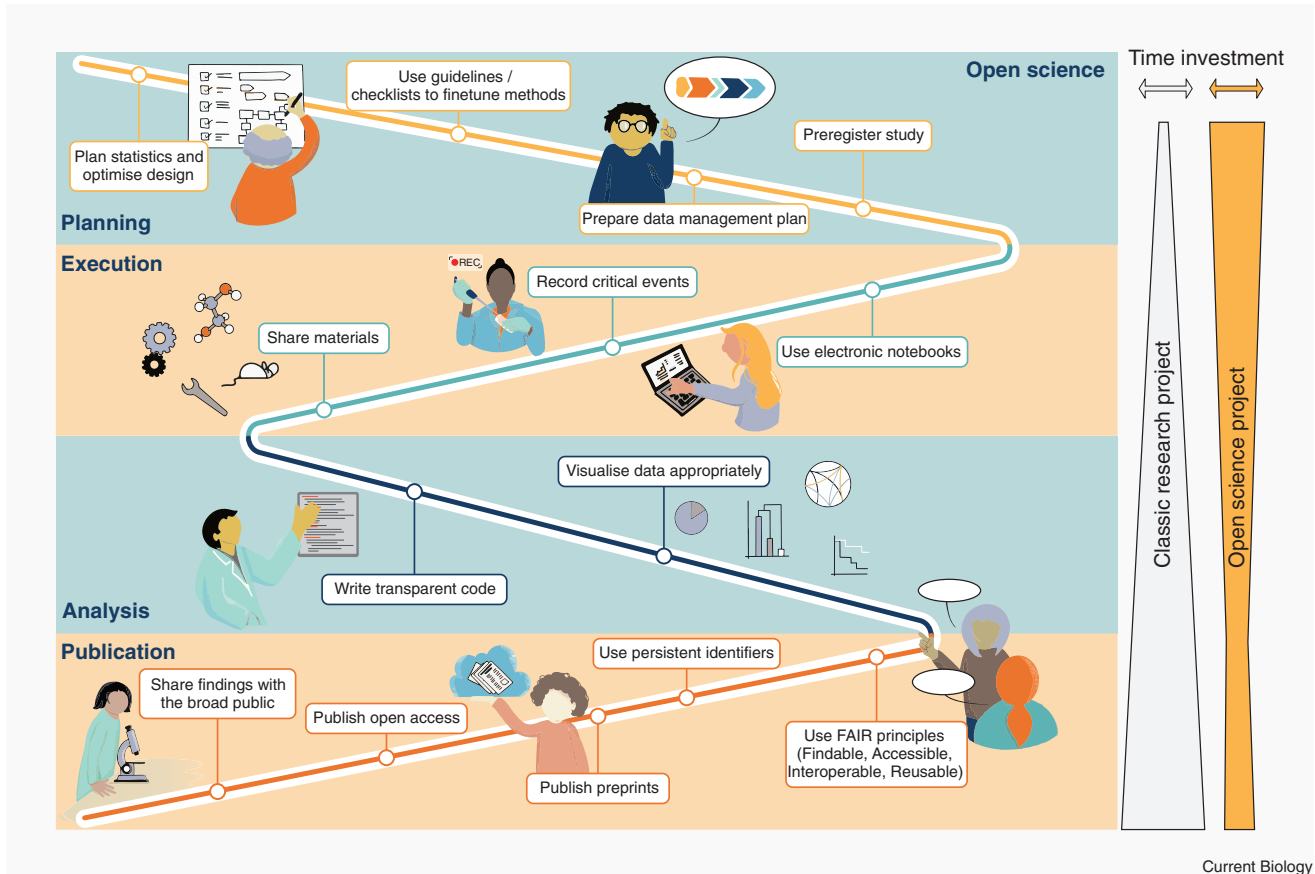 Open science
Time investment
Use guidelines /
checklists to finetune methods
Preregister study
Plan statistics and
optimise design
Prepare data management plan
Planning
Execution
REC
Record critical events
Share materials
Use electronic notebooks
Visualise data appropriately
Write transparent code
Analysis
Publication
Use persistent identifiers
Share findings with
the broad public
Publish open access
Use FAIR principles
(Findable, Accessible,
Interoperable, Reusable)
Publish preprints
Classic research project
Open science project
Current Biology